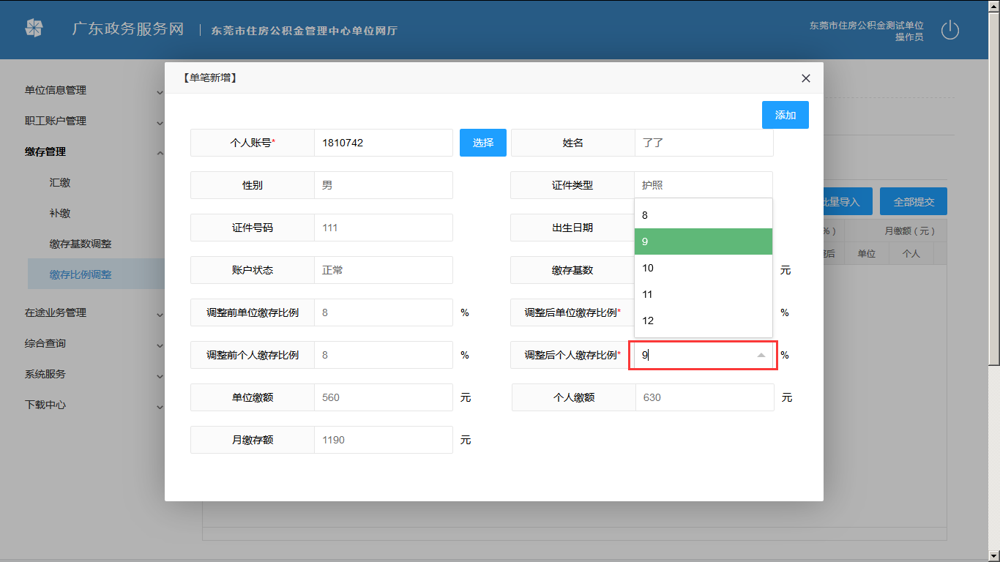 广东政务服务网 | 东莞市住房公积金管理中心单位网厅
东莞市住房公积金测试单位
操作员
单位信息管理
职工账户管理
缴存管理
汇缴
补缴
缴存基数调整
缴存比例调整
在途业务管理
综合查询
系统服务
下载中心
【单笔新增】
添加
个人账号* 1810742 选择 姓名 了了
性别 男 证件类型 护照
证件号码 111 出生日期
账户状态 正常 缴存基数 元
调整前单位缴存比例 8 % 调整后单位缴存比例* %
调整前个人缴存比例 8 % 调整后个人缴存比例* 9 %
单位缴额 560 元 个人缴额 630 元
月缴存额 1190 元
8
9
10
11
12
批量导入 全部提交
%） 月缴额（元）
后 单位 个人